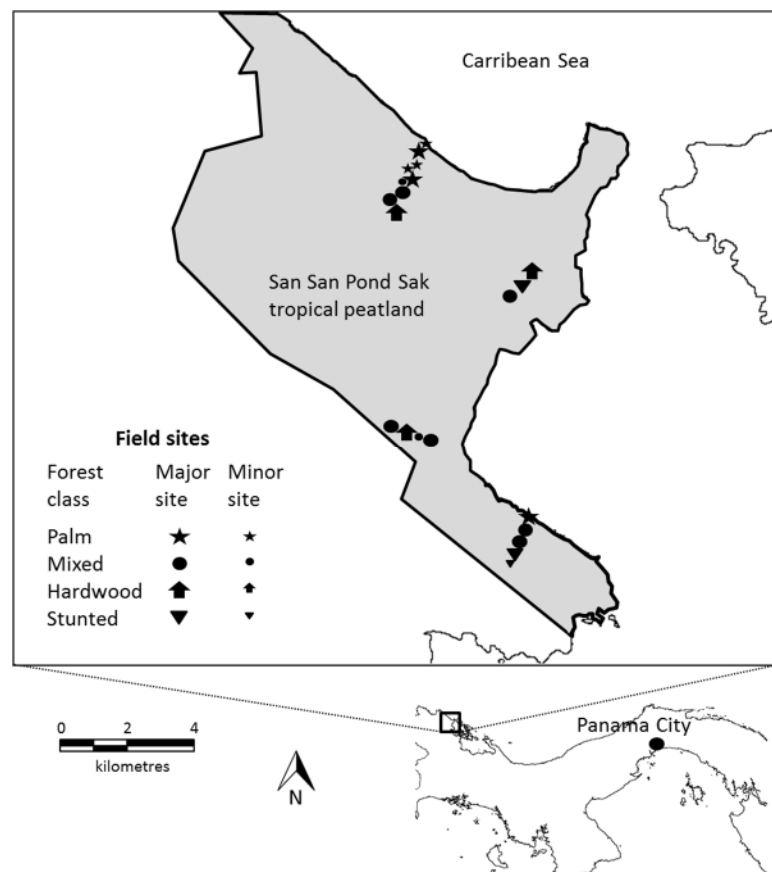 Carribean Sea
San San Pond Sak
tropical peatland
Field sites
Forest class
Major site
Minor site
Palm
Mixed
Hardwood
Stunted
0 2 4
kilometres
N
Panama City